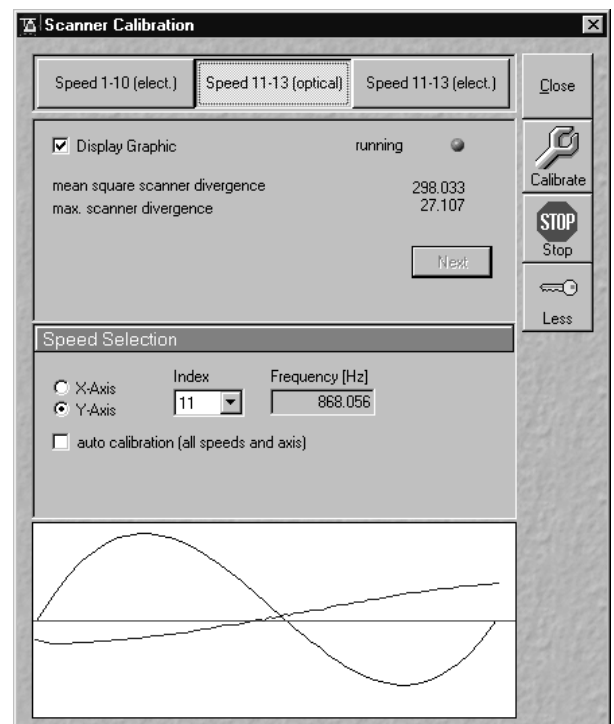 Scanner Calibration
Speed 1-10 (elect.) Speed 11-13 (optical) Speed 11-13 (elect.)
Close
Display Graphic running
Calibrate
mean square scanner divergence 298.033
max. scanner divergence 27.107
STOP
Stop
Next
Less
Speed Selection
Index Frequency [Hz]
X-Axis
Y-Axis
11 868.056
auto calibration (all speeds and axis)